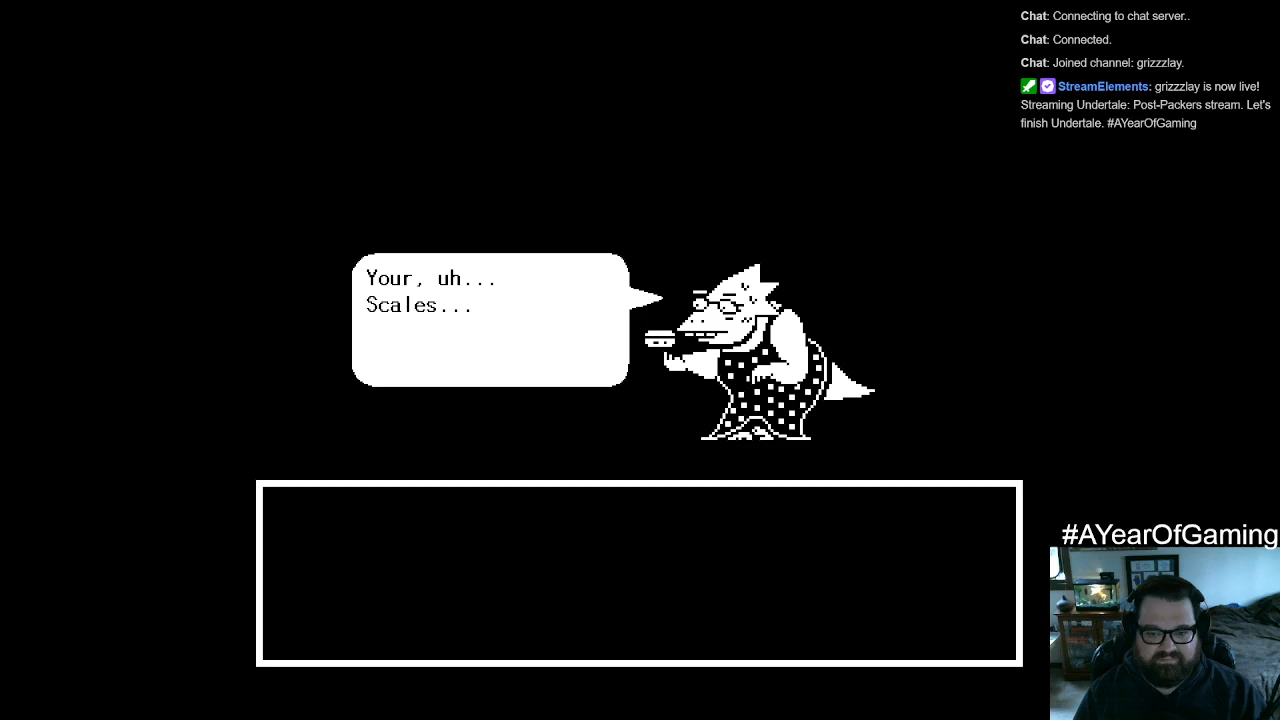 Chat: Connecting to chat server..
Chat: Connected.
Chat: Joined channel: grizzzlay.
StreamElements: grizzzlay is now live!
Streaming Undertale: Post-Packers stream. Let's
finish Undertale. #AYearOfGaming
Your, uh...
Scales...
#AYearOfGaming